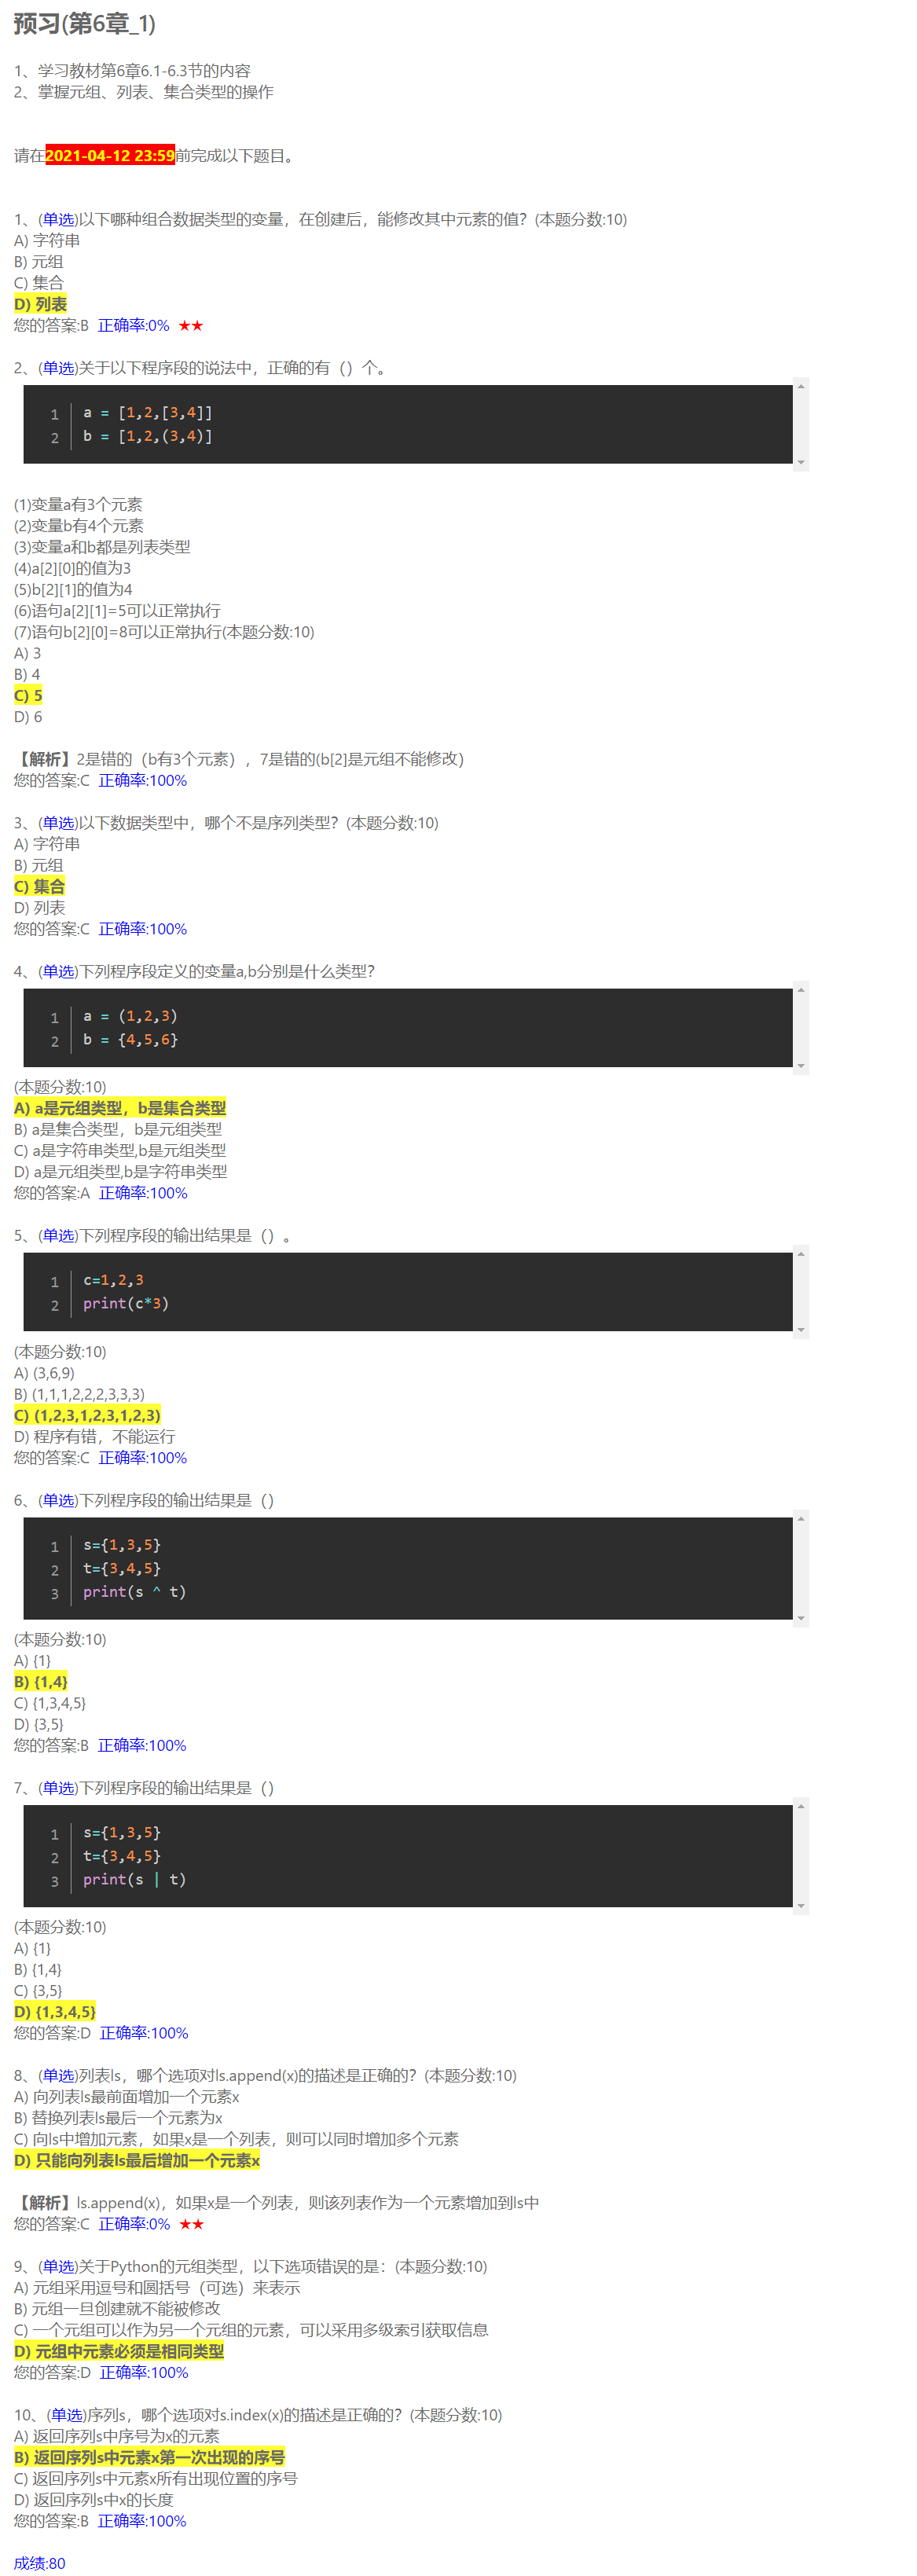 预习(第6章_1)
1、学习教材第6章6.1-6.3节的内容
2、掌握元组、列表、集合类型的操作
请在2021-04-12 23:59前完成以下题目。
1、(单选)以下哪种组合数据类型的变量，在创建后，能修改其中元素的值？(本题分数:10)
A) 字符串
B) 元组
C) 集合
D) 列表
您的答案:B 正确率:0% ★★
2、(单选)关于以下程序段的说法中，正确的有（）个。
1 a = [1,2,[3,4]]
2 b = [1,2,(3,4)]
(1)变量a有3个元素
(2)变量b有4个元素
(3)变量a和b都是列表类型
(4)a[2][0]的值为3
(5)b[2][1]的值为4
(6)语句a[2][1]=5可以正常执行
(7)语句b[2][0]=8可以正常执行(本题分数:10)
A) 3
B) 4
C) 5
D) 6
【解析】2是错的（b有3个元素），7是错的(b[2]是元组不能修改）
您的答案:C 正确率:100%
3、(单选)以下数据类型中，哪个不是序列类型？(本题分数:10)
A) 字符串
B) 元组
C) 集合
D) 列表
您的答案:C 正确率:100%
4、(单选)下列程序段定义的变量a,b分别是什么类型？
1 a = (1,2,3)
2 b = {4,5,6}
(本题分数:10)
A) a是元组类型，b是集合类型
B) a是集合类型，b是元组类型
C) a是字符串类型,b是元组类型
D) a是元组类型,b是字符串类型
您的答案:A 正确率:100%
5、(单选)下列程序段的输出结果是（）。
1 c=1,2,3
2 print(c*3)
(本题分数:10)
A) (3,6,9)
B) (1,1,1,2,2,2,3,3,3)
C) (1,2,3,1,2,3,1,2,3)
D) 程序有错，不能运行
您的答案:C 正确率:100%
6、(单选)下列程序段的输出结果是（）
1 s={1,3,5}
2 t={3,4,5}
3 print(s ^ t)
(本题分数:10)
A) {1}
B) {1,4}
C) {1,3,4,5}
D) {3,5}
您的答案:B 正确率:100%
7、(单选)下列程序段的输出结果是（）
1 s={1,3,5}
2 t={3,4,5}
3 print(s | t)
(本题分数:10)
A) {1}
B) {1,4}
C) {3,5}
D) {1,3,4,5}
您的答案:D 正确率:100%
8、(单选)列表ls，哪个选项对ls.append(x)的描述是正确的？(本题分数:10)
A) 向列表ls最前面增加一个元素x
B) 替换列表ls最后一个元素为x
C) 向ls中增加元素，如果x是一个列表，则可以同时增加多个元素
D) 只能向列表ls最后增加一个元素x
【解析】ls.append(x)，如果x是一个列表，则该列表作为一个元素增加到ls中
您的答案:C 正确率:0% ★★
9、(单选)关于Python的元组类型，以下选项错误的是：(本题分数:10)
A) 元组采用逗号和圆括号（可选）来表示
B) 元组一旦创建就不能被修改
C) 一个元组可以作为另一个元组的元素，可以采用多级索引获取信息
D) 元组中元素必须是相同类型
您的答案:D 正确率:100%
10、(单选)序列s，哪个选项对s.index(x)的描述是正确的？(本题分数:10)
A) 返回序列s中序号为x的元素
B) 返回序列s中元素x第一次出现的序号
C) 返回序列s中元素x所有出现位置的序号
D) 返回序列s中x的长度
您的答案:B 正确率:100%
成绩:80